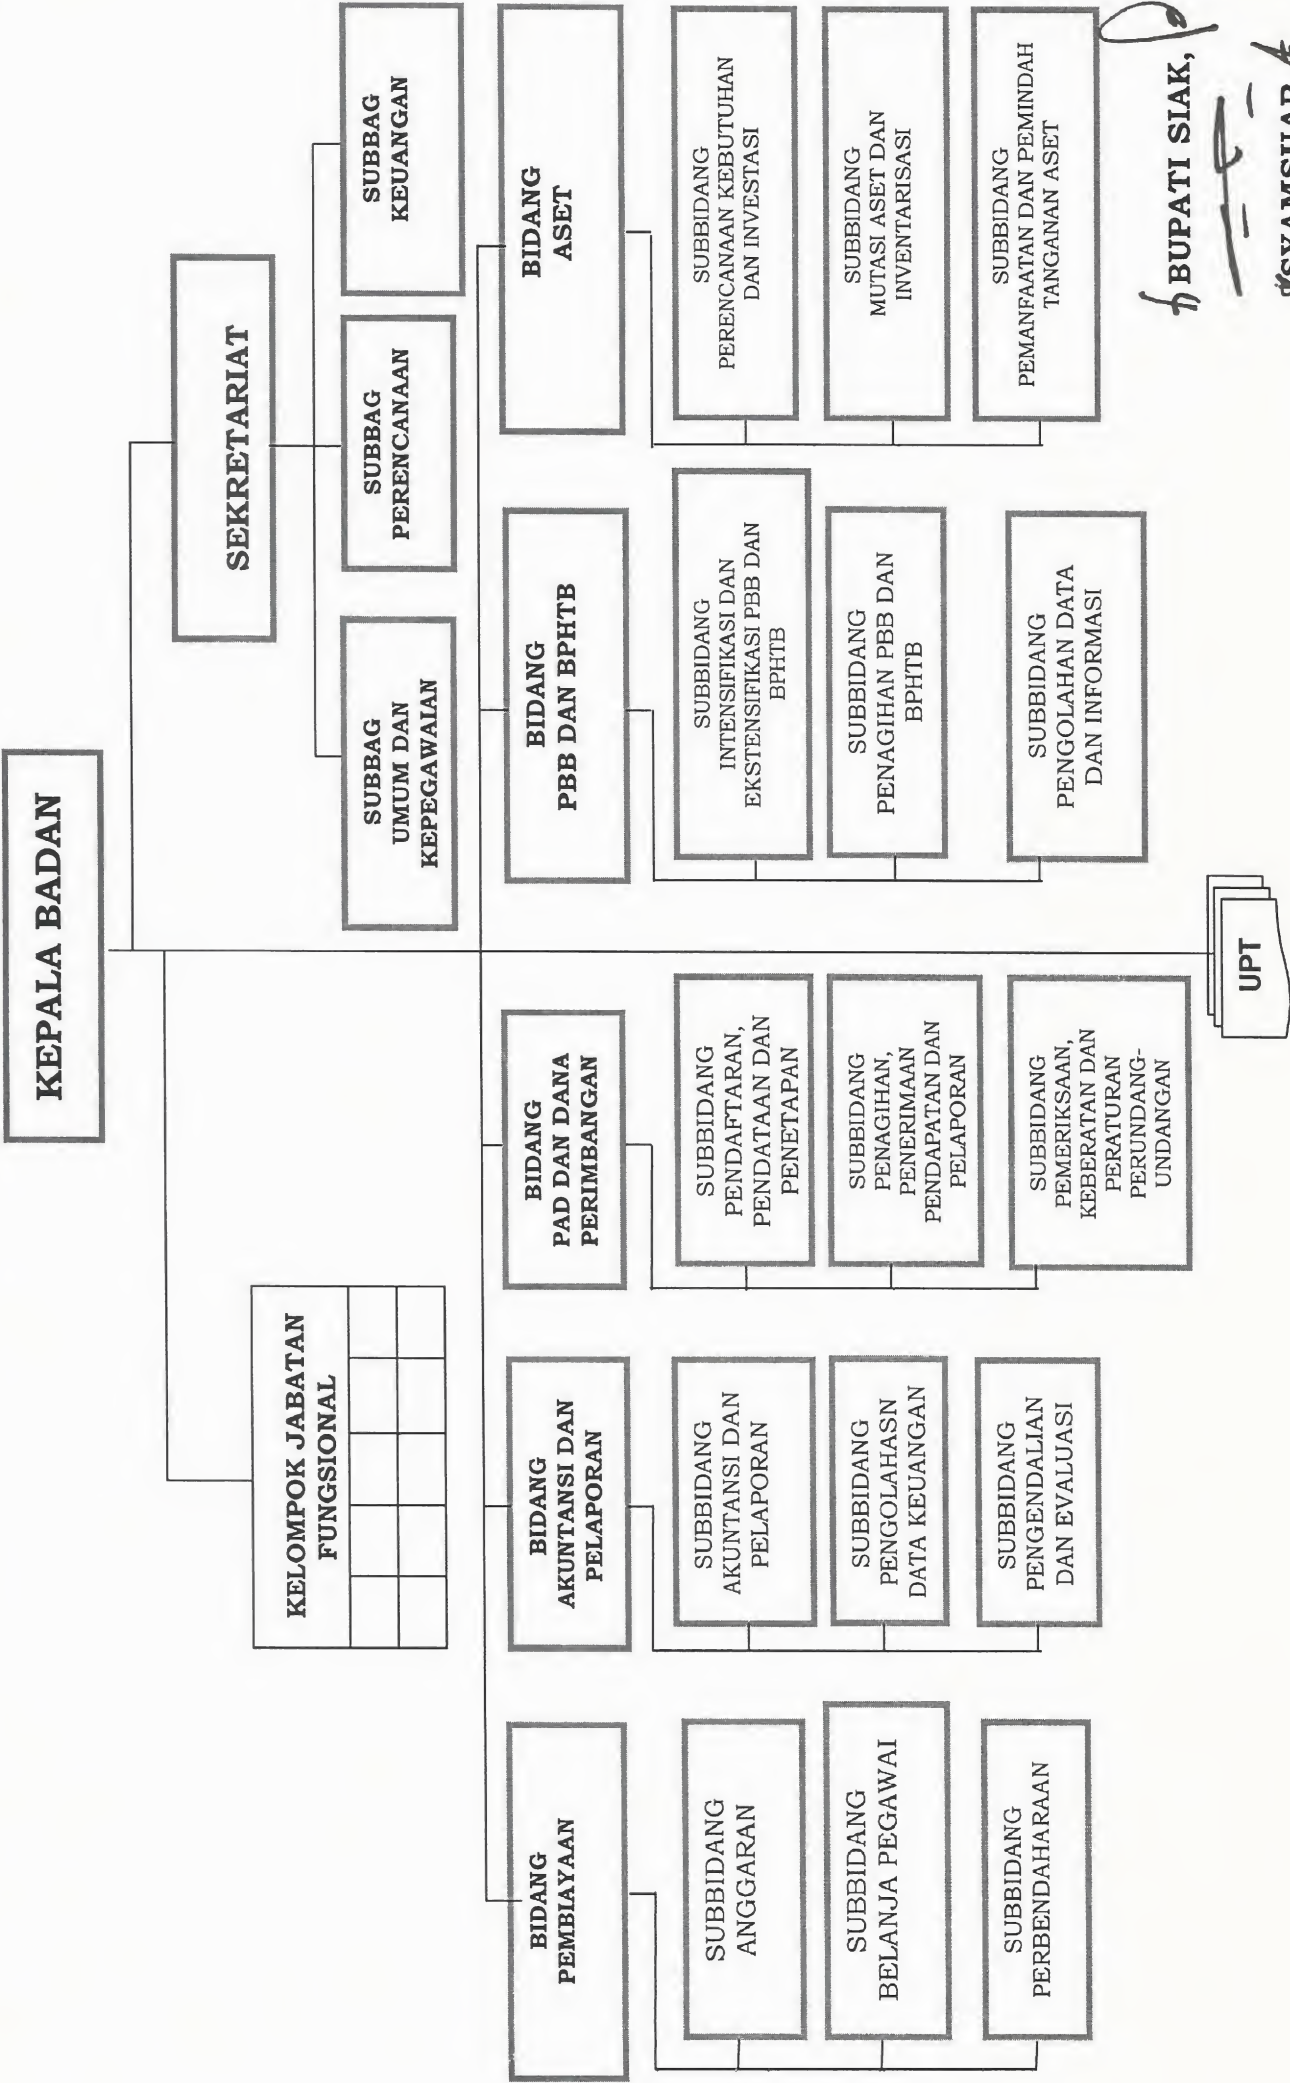 KEPALA BADAN
KELOMPOK JABATAN
FUNGSIONAL
SEKRETARIAT
SUBBAG
UMUM DAN
KEPEGAWAIAN
SUBBAG
PERENCANAAN
SUBBAG
KEUANGAN
BIDANG
PEMBIAYAAN
BIDANG
AKUNTANSI DAN
PELAPORAN
BIDANG
PAD DAN DANA
PERIMBANGAN
BIDANG
PBB DAN BPHTB
BIDANG
ASET
SUBBIDANG
ANGGARAN
SUBBIDANG
BELANJA PEGAWAI
SUBBIDANG
PERBENDAHARAAN
SUBBIDANG
AKUNTANSI DAN
PELAPORAN
SUBBIDANG
PENGOLAHASN
DATA KEUANGAN
SUBBIDANG
PENGENDALIAN
DAN EVALUASI
SUBBIDANG
PENDAFTARAN,
PENDATAAN DAN
PENETAPAN
SUBBIDANG
PENAGIHAN,
PENERIMAAN
PENDAPATAN DAN
PELAPORAN
SUBBIDANG
PEMERIKSAAN,
KEBERATAN DAN
PERATURAN
PERUNDANG-
UNDANGAN
SUBBIDANG
INTENSIFIKASI DAN
EKSTENSIFIKASI PBB DAN
BPHTB
SUBBIDANG
PENAGIHAN PBB DAN
BPHTB
SUBBIDANG
PENGOLAHAN DATA
DAN INFORMASI
SUBBIDANG
PERENCANAAN KEBUTUHAN
DAN INVESTASI
SUBBIDANG
MUTASI ASET DAN
INVENTARISASI
SUBBIDANG
PEMANFAATAN DAN PEMINDAH
TANGANAN ASET
UPT
BUPATI SIAK,